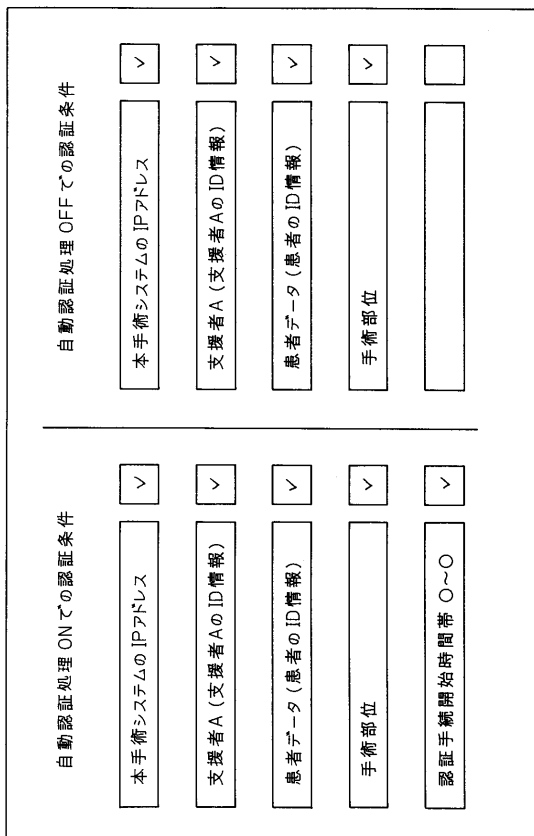 自動認証処理ONでの認証条件
本手術システムのIPアドレス
支援者A(支援者AのID情報)
患者データ(患者のID情報)
手術部位
認証手続開始時間帯 ○～○
自動認証処理OFFでの認証条件
本手術システムのIPアドレス
支援者A(支援者AのID情報)
患者データ(患者のID情報)
手術部位